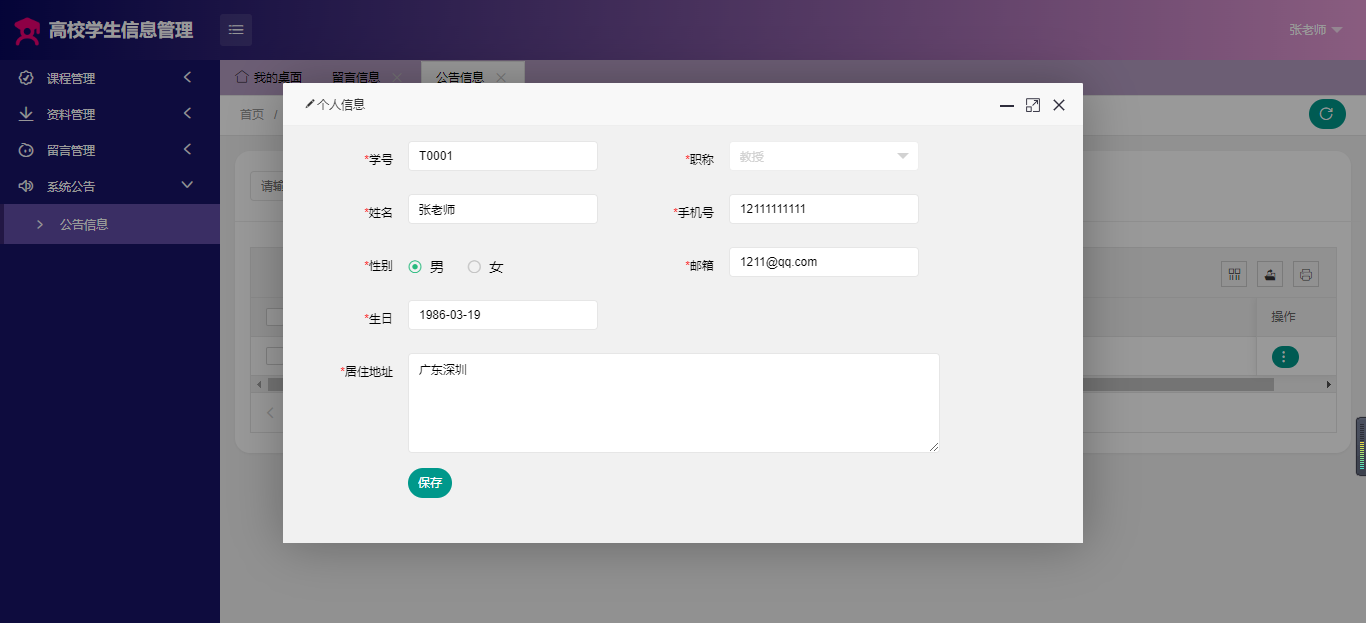 高校学生信息管理
张老师
课程管理
资料管理
留言管理
系统公告
公告信息
我的桌面
留言信息
公告信息
首页 /
请输
操作
个人信息
*学号
T0001
*职称
教授
*姓名
张老师
*手机号
12111111111
*性别
男
女
*邮箱
1211@qq.com
*生日
1986-03-19
*居住地址
广东深圳
保存